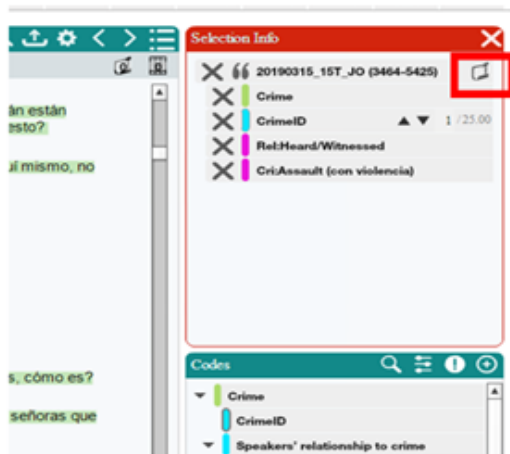 Selection Info
20190315_15T_JO (3464-5425)
Crime
CrimeID 1 /25.00
Rel:Heard/Witnessed
Cri:Assault (con violencia)
án están
esto?
uí mismo, no
s, cómo es?
señoras que
Codes
Crime
CrimeID
Speakers' relationship to crime